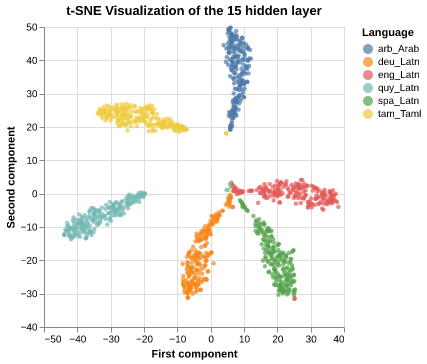 t-SNE Visualization of the 15 hidden layer
Second component
50
40
30
20
10
0
−10
−20
−30
−40
−50
−40
−30
−20
−10
0
10
20
30
40
First component
Language
arb_Arab
deu_Latn
eng_Latn
quy_Latn
spa_Latn
tam_Taml